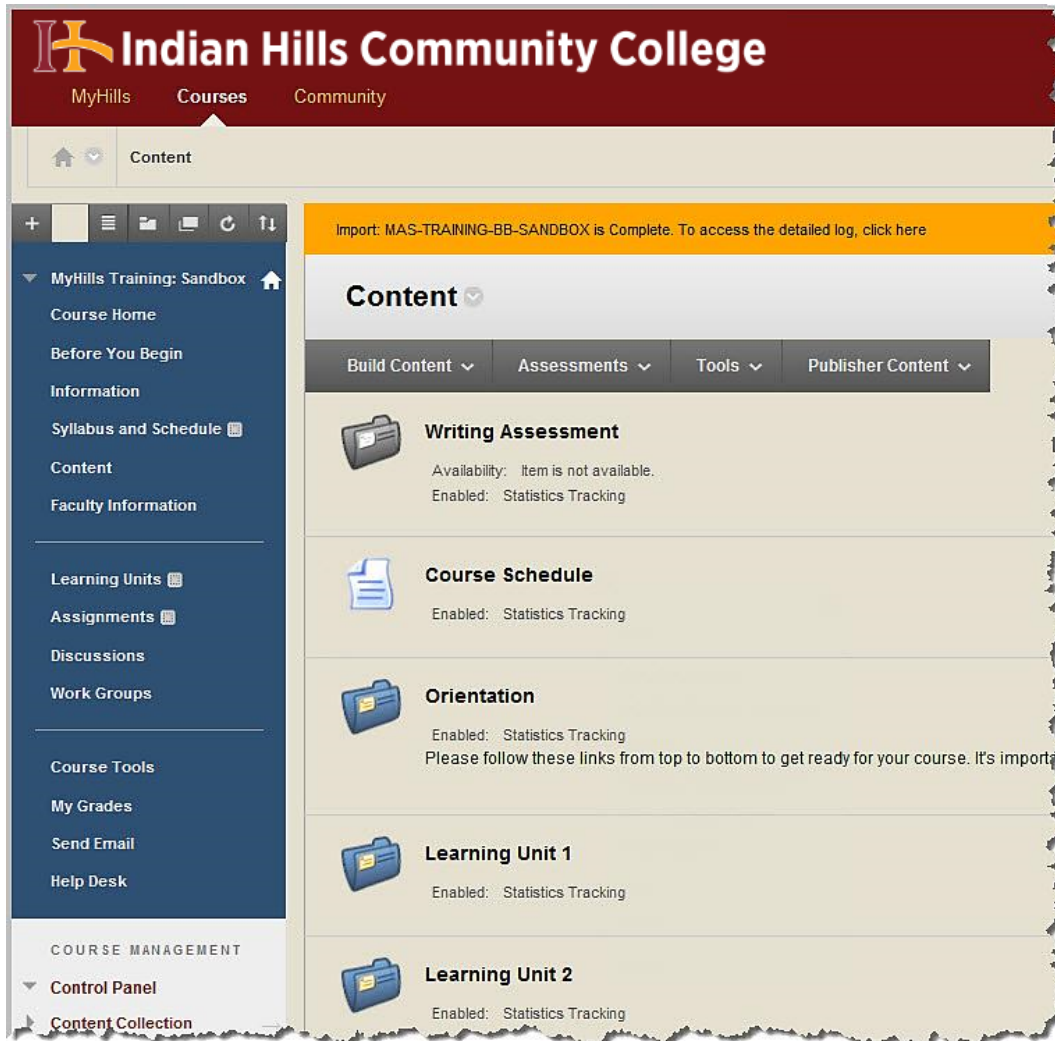 Indian Hills Community College
MyHills Courses Community
Content
Import: MAS-TRAINING-BB-SANDBOX is Complete. To access the detailed log, click here
MyHills Training: Sandbox
Course Home
Before You Begin
Information
Syllabus and Schedule
Content
Faculty Information
Learning Units
Assignments
Discussions
Work Groups
Course Tools
My Grades
Send Email
Help Desk
COURSE MANAGEMENT
Control Panel
Content Collection
Content
Build Content Assessments Tools Publisher Content
Writing Assessment
Availability: Item is not available.
Enabled: Statistics Tracking
Course Schedule
Enabled: Statistics Tracking
Orientation
Enabled: Statistics Tracking
Please follow these links from top to bottom to get ready for your course. It's importa
Learning Unit 1
Enabled: Statistics Tracking
Learning Unit 2
Enabled: Statistics Tracking